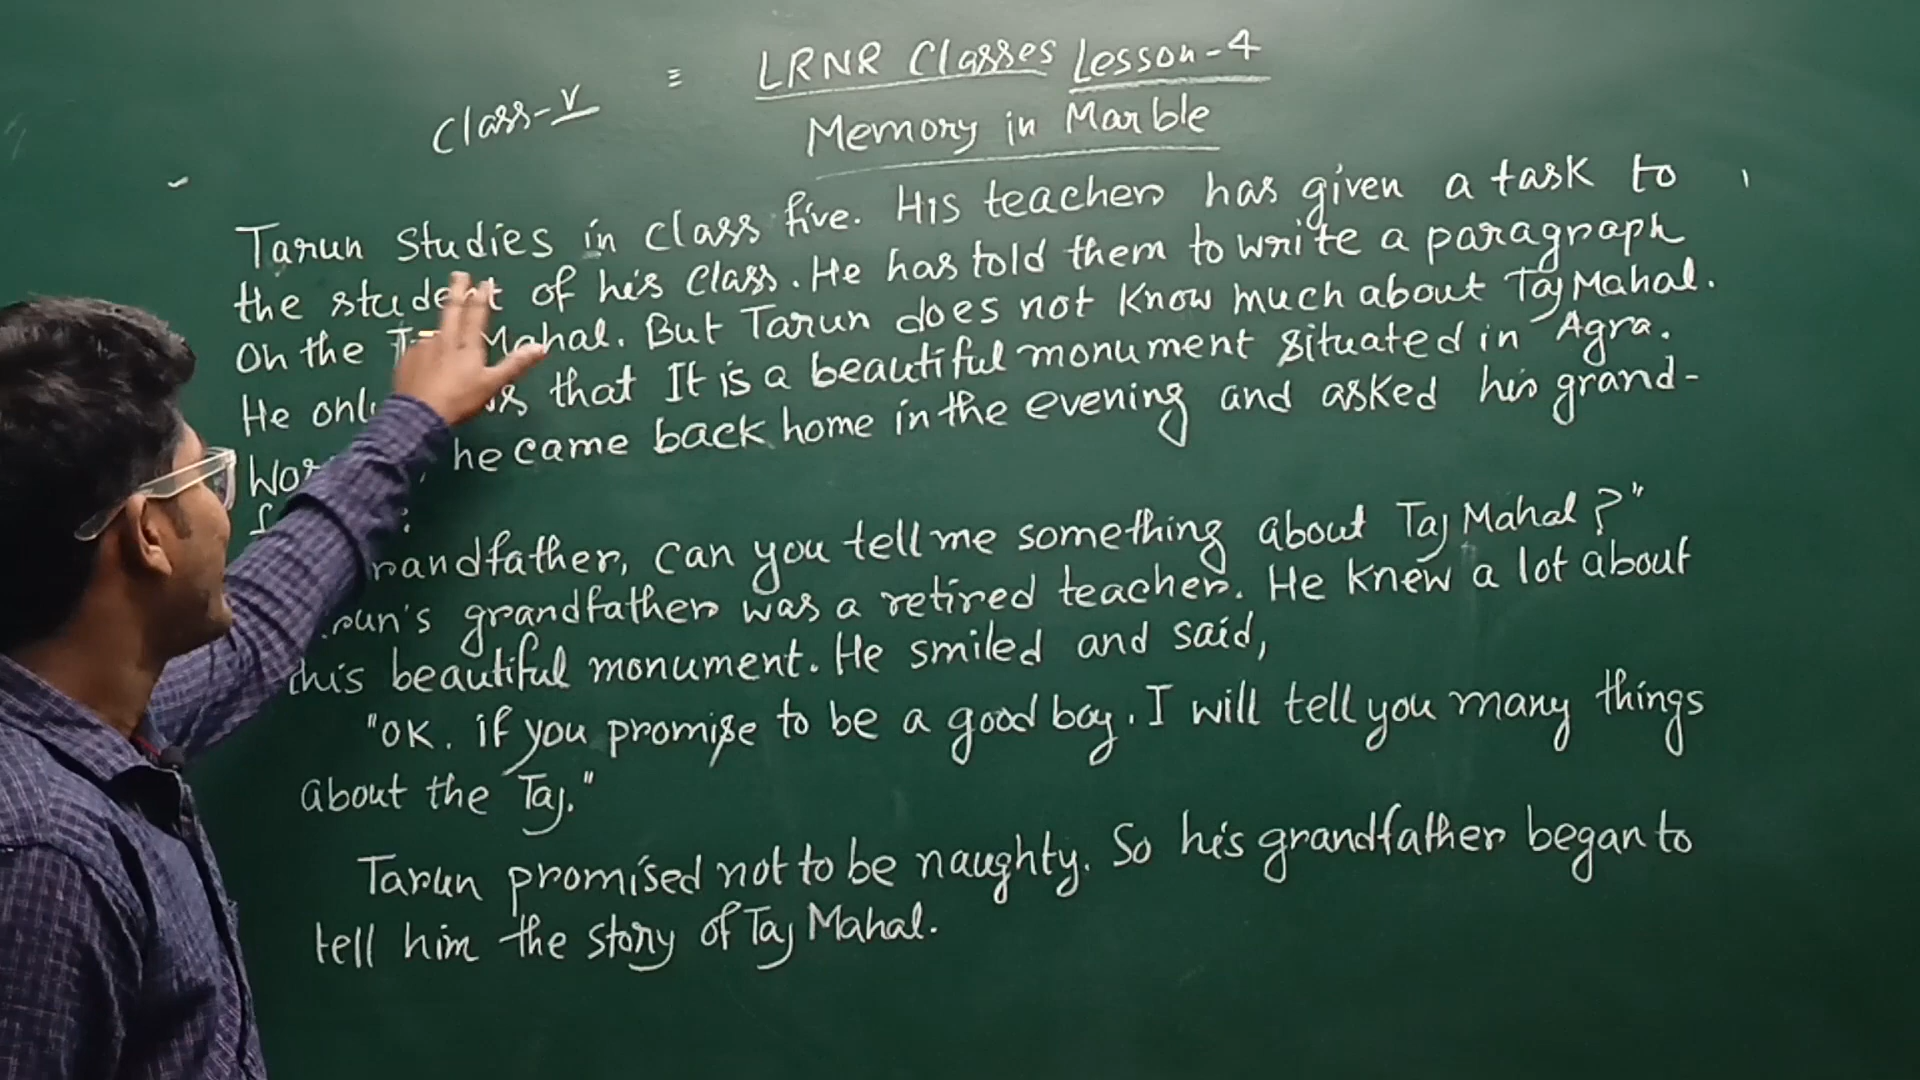 LRNR Classes Lesson-4
Class-V
Memory in Marble
Tarun studies in class five. His teacher has given a task to
the student of his class. He has told them to write a paragraph
on the Mahal. But Tarun does not know much about Taj Mahal.
He that It is a beautiful monument situated in Agra.
he came back home in the evening and asked his grand-
can you tell me something about Taj Mahal?"
grandfather was a retired teacher. He knew a lot about
this beautiful monument. He smiled and said,
"OK. if you promise to be a good boy. I will tell you many things
about the Taj."
Tarun promised not to be naughty. So his grandfather began to
tell him the story of Taj Mahal.